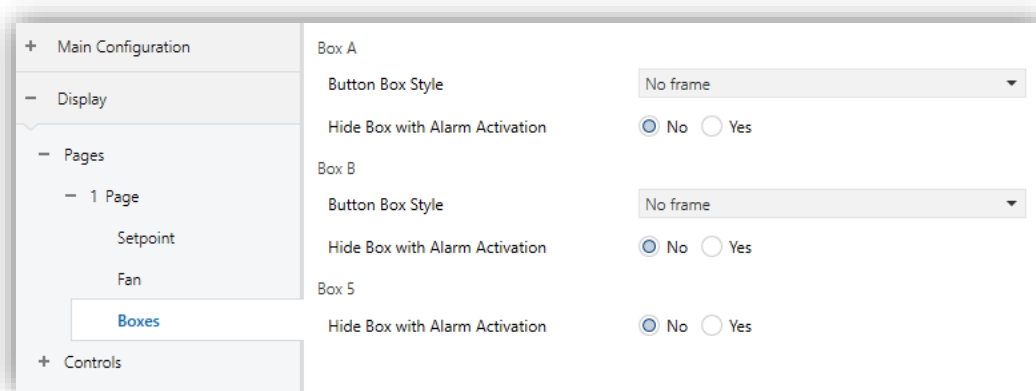 + Main Configuration
− Display
− Pages
− 1 Page
Setpoint
Fan
Boxes
+ Controls
Box A
Button Box Style No frame
Hide Box with Alarm Activation No Yes
Box B
Button Box Style No frame
Hide Box with Alarm Activation No Yes
Box 5
Hide Box with Alarm Activation No Yes